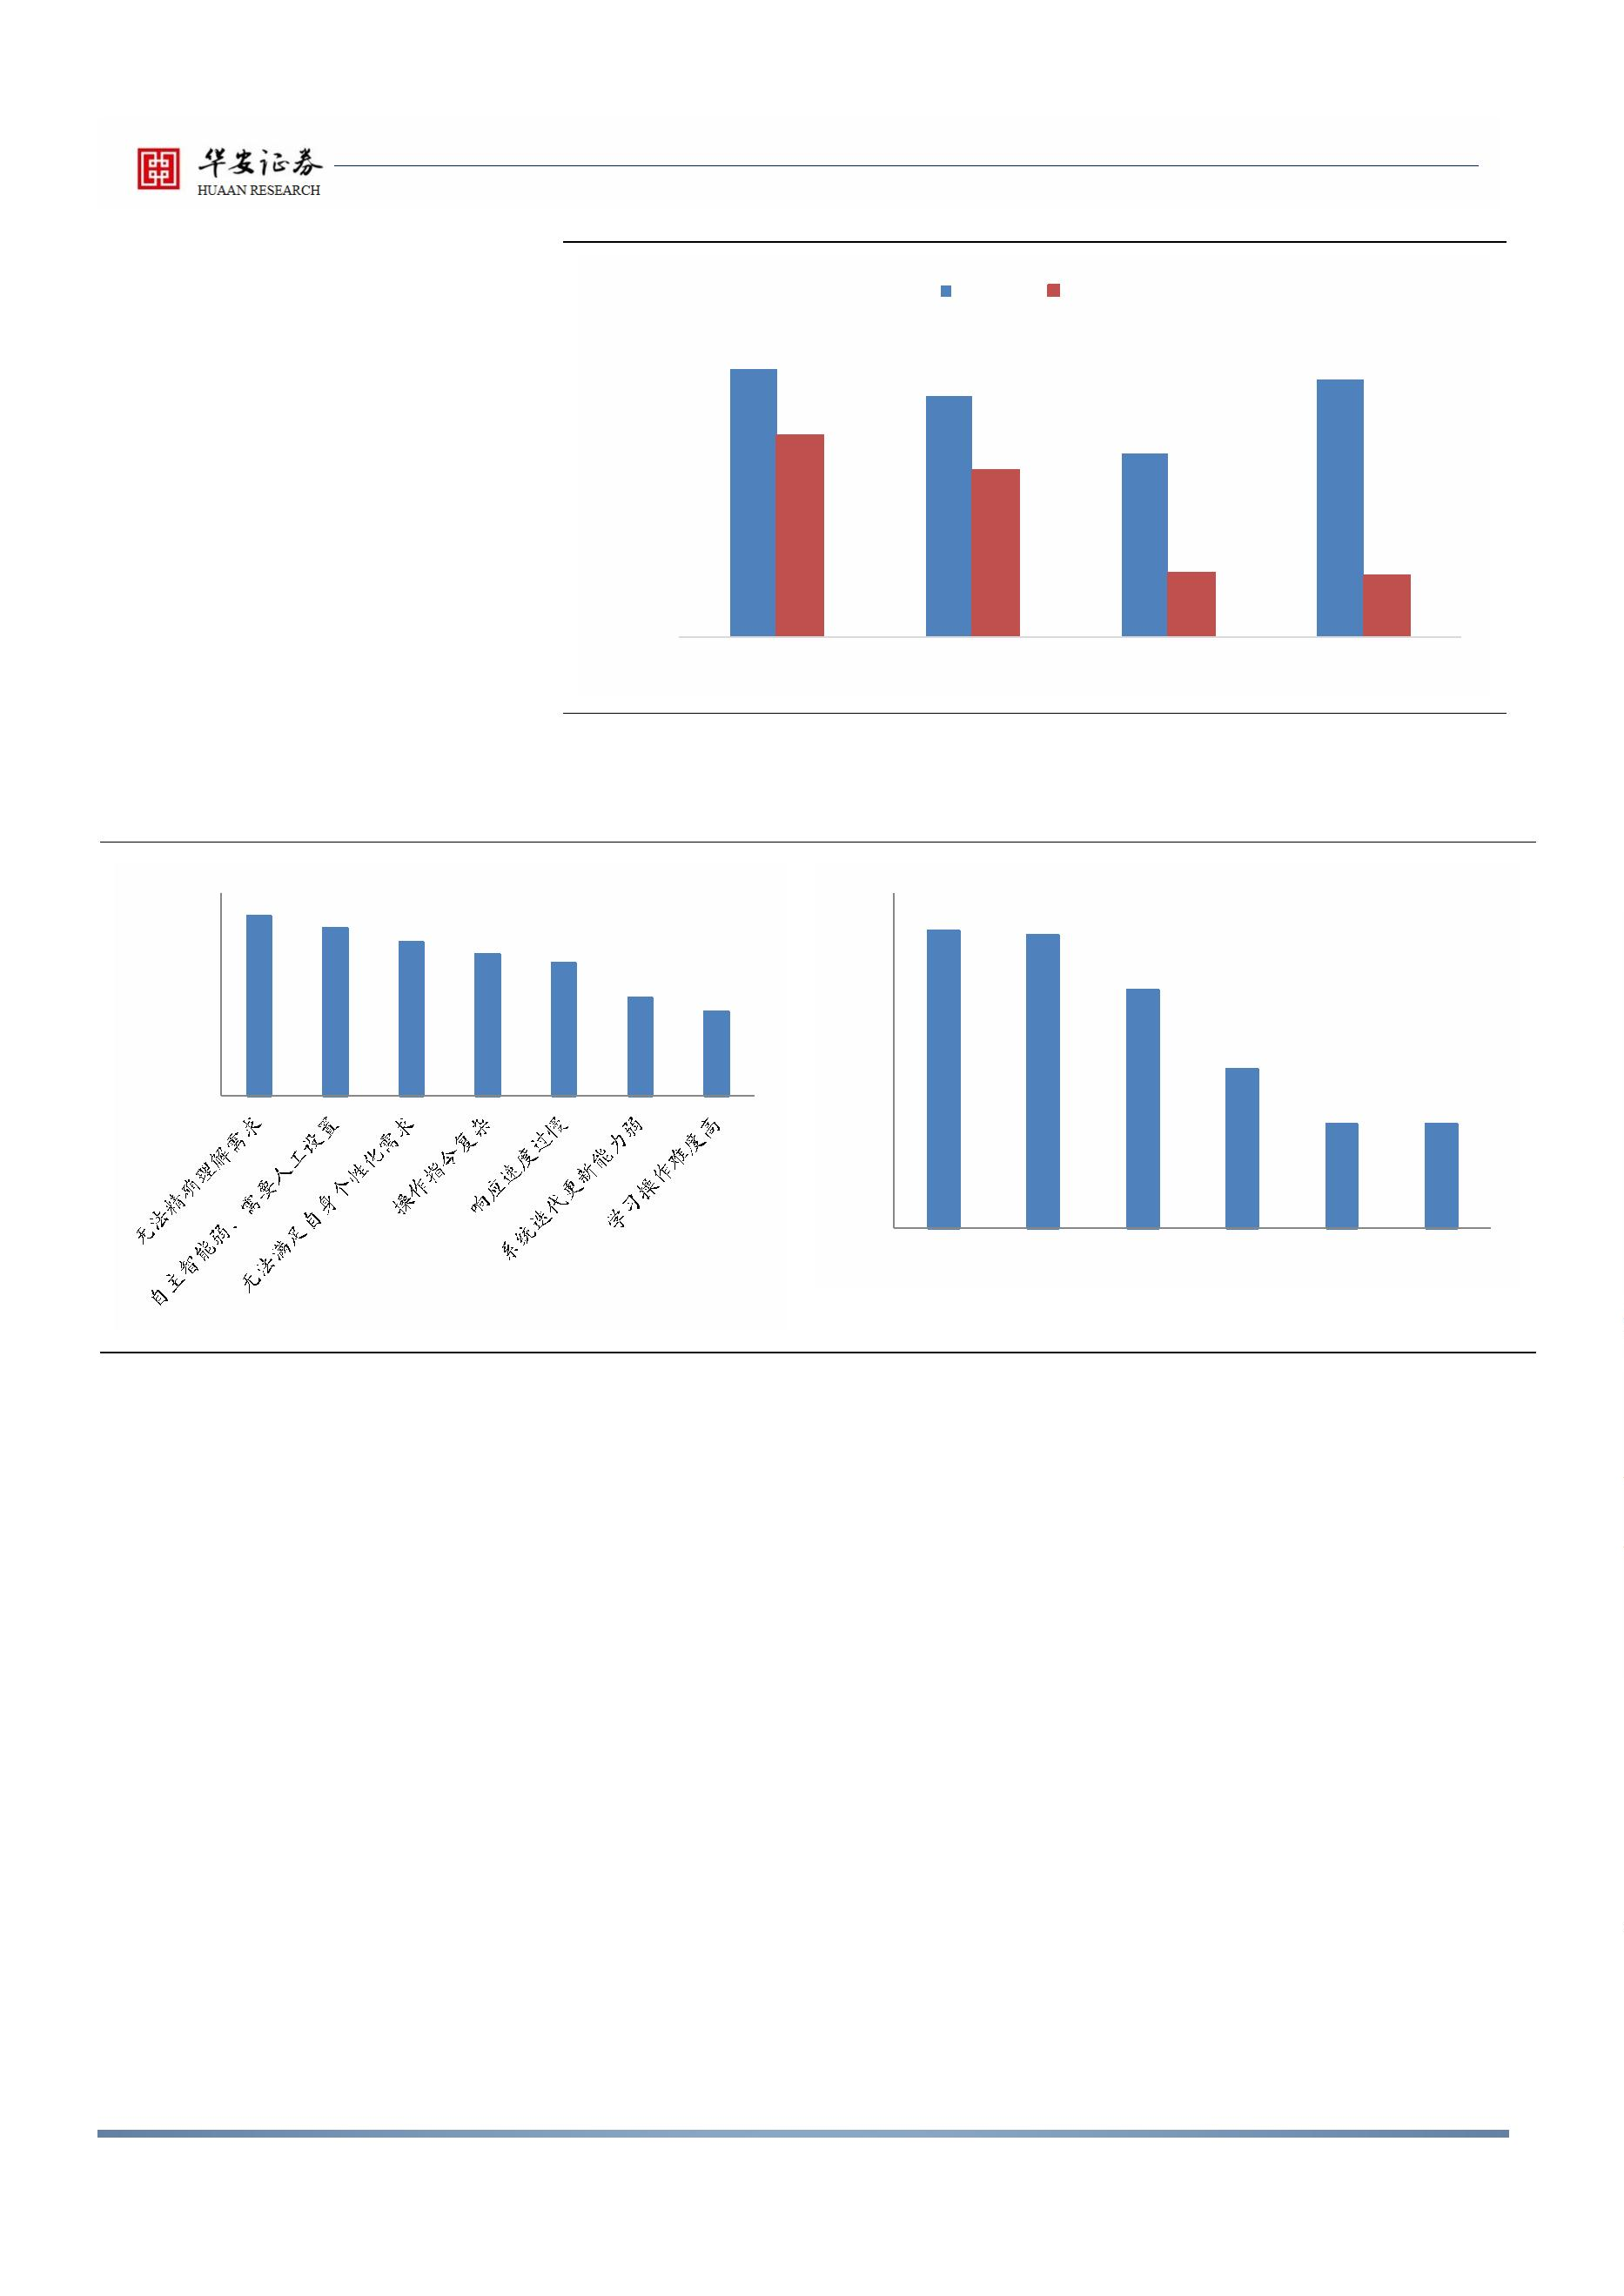 华安证券
HUAAN RESEARCH
无法精确理解需求
自主智能弱、需要人工设置
无法满足自身个性化需求
操作指令复杂
响应速度过慢
系统迭代更新能力弱
学习操作难度高